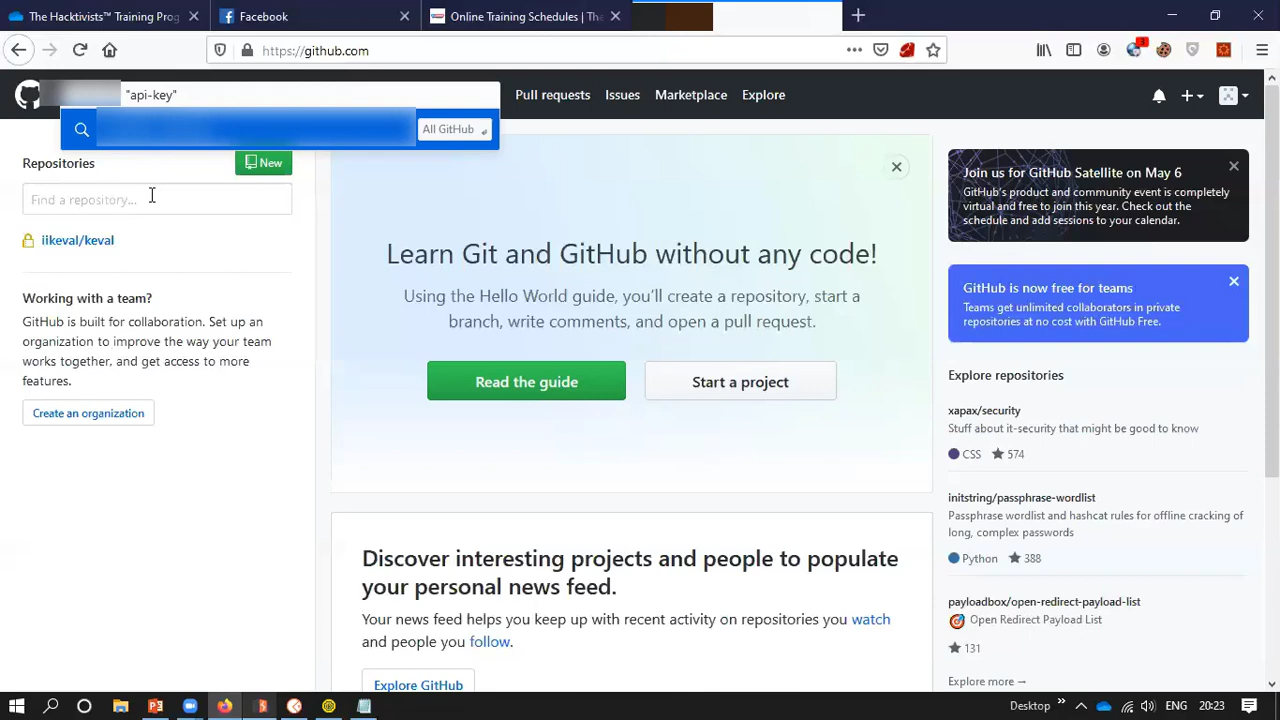 The Hacktivists™ Training Prog
Facebook
Online Training Schedules | The
https://github.com
"api-key"
Pull requests
Issues
Marketplace
Explore
All GitHub
Repositories
New
Find a repository...
iikeval/keval
Working with a team?
GitHub is built for collaboration. Set up an
organization to improve the way your
team works together, and get access to more
features.
Create an organization
Learn Git and GitHub without any code!
Using the Hello World guide, you'll create a repository, start a
branch, write comments, and open a pull request.
Read the guide
Start a project
Discover interesting projects and people to populate
your personal news feed.
Your news feed helps you keep up with recent activity on repositories you watch
and people you follow.
Explore GitHub
Join us for GitHub Satellite on May 6
GitHub's product and community event is completely
virtual and free to join this year. Check out the
schedule and add sessions to your calendar.
GitHub is now free for teams
Teams get unlimited collaborators in private
repositories at no cost with GitHub Free.
Explore repositories
xapax/security
Stuff about it-security that might be good to know
CSS 574
initstring/passphrase-wordlist
Passphrase wordlist and hashcat rules for offline cracking of
long, complex passwords
Python 388
payloadbox/open-redirect-payload-list
Open Redirect Payload List
131
Explore more →
Desktop
ENG
20:23